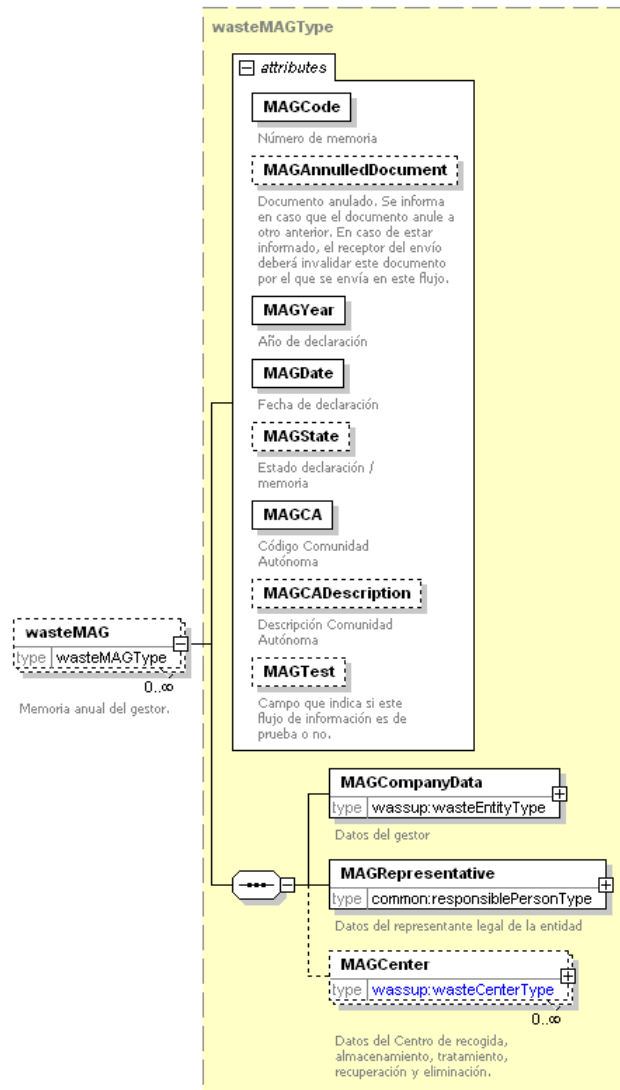 wasteMAGType
attributes
MAGCode
Número de memoria
MAGAnnulledDocument
Documento anulado. Se informa
en caso que el documento anule a
otro anterior. En caso de estar
informado, el receptor del envío
deberá invalidar este documento
por el que se envía en este flujo.
MAGYear
Año de declaración
MAGDate
Fecha de declaración
MAGState
Estado declaración /
memoria
MAGCA
Código Comunidad
Autónoma
MAGCADescription
Descripción Comunidad
Autónoma
MAGTest
Campo que indica si este
flujo de información es de
prueba o no.
wasteMAG
type wasteMAGType
0..∞
Memoria anual del gestor.
MAGCompanyData
type wassup:wasteEntityType
Datos del gestor
MAGRepresentative
type common:responsiblePersonType
Datos del representante legal de la entidad
MAGCenter
type wassup:wasteCenterType
0..∞
Datos del Centro de recogida,
almacenamiento, tratamiento,
recuperación y eliminación.